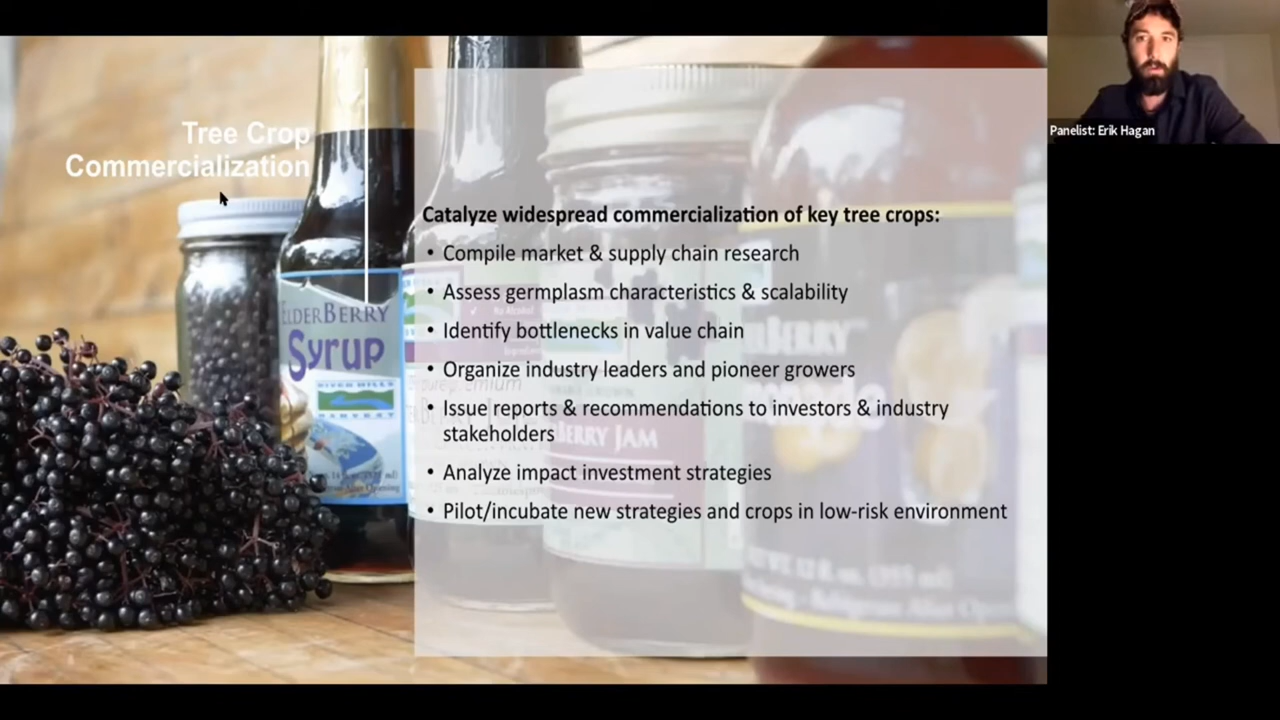 Tree Crop
Commercialization
Catalyze widespread commercialization of key tree crops:
• Compile market & supply chain research
• Assess germplasm characteristics & scalability
• Identify bottlenecks in value chain
• Organize industry leaders and pioneer growers
• Issue reports & recommendations to investors & industry
stakeholders
• Analyze impact investment strategies
• Pilot/incubate new strategies and crops in low-risk environment
Panelist: Erik Hagan
ELDERBERRY
Syrup
RIVER HILLS
HARVEST
BERRY JAM